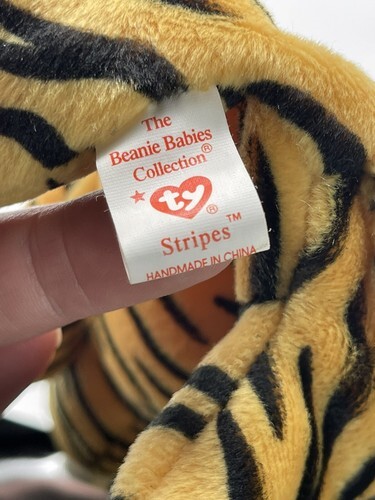 The
Beanie Babies
Collection®
ty®
Stripes™
HANDMADE IN CHINA